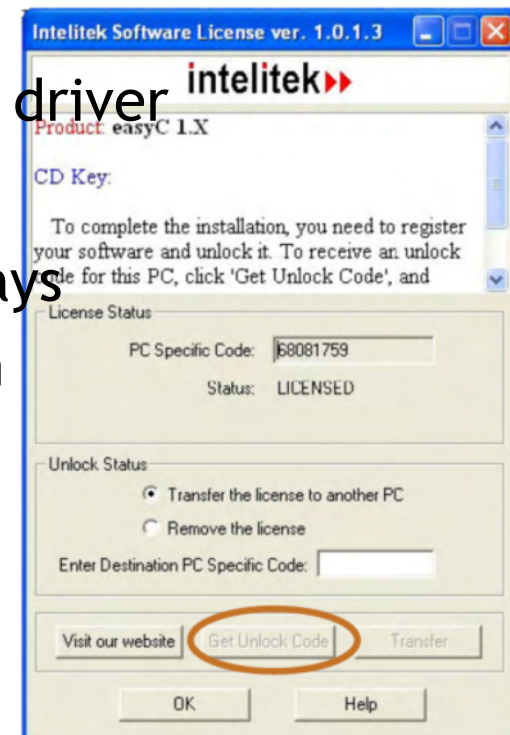 Intelitek Software License ver. 1.0.1.3
intelitek
driver
Product: easyC 1.X
CD Key:
To complete the installation, you need to register
your software and unlock it. To receive an unlock
code for this PC, click 'Get Unlock Code', and
ays
License Status
PC Specific Code: 68081759
Status: LICENSED
Unlock Status
Transfer the license to another PC
Remove the license
Enter Destination PC Specific Code:
Visit our website Get Unlock Code Transfer
OK Help